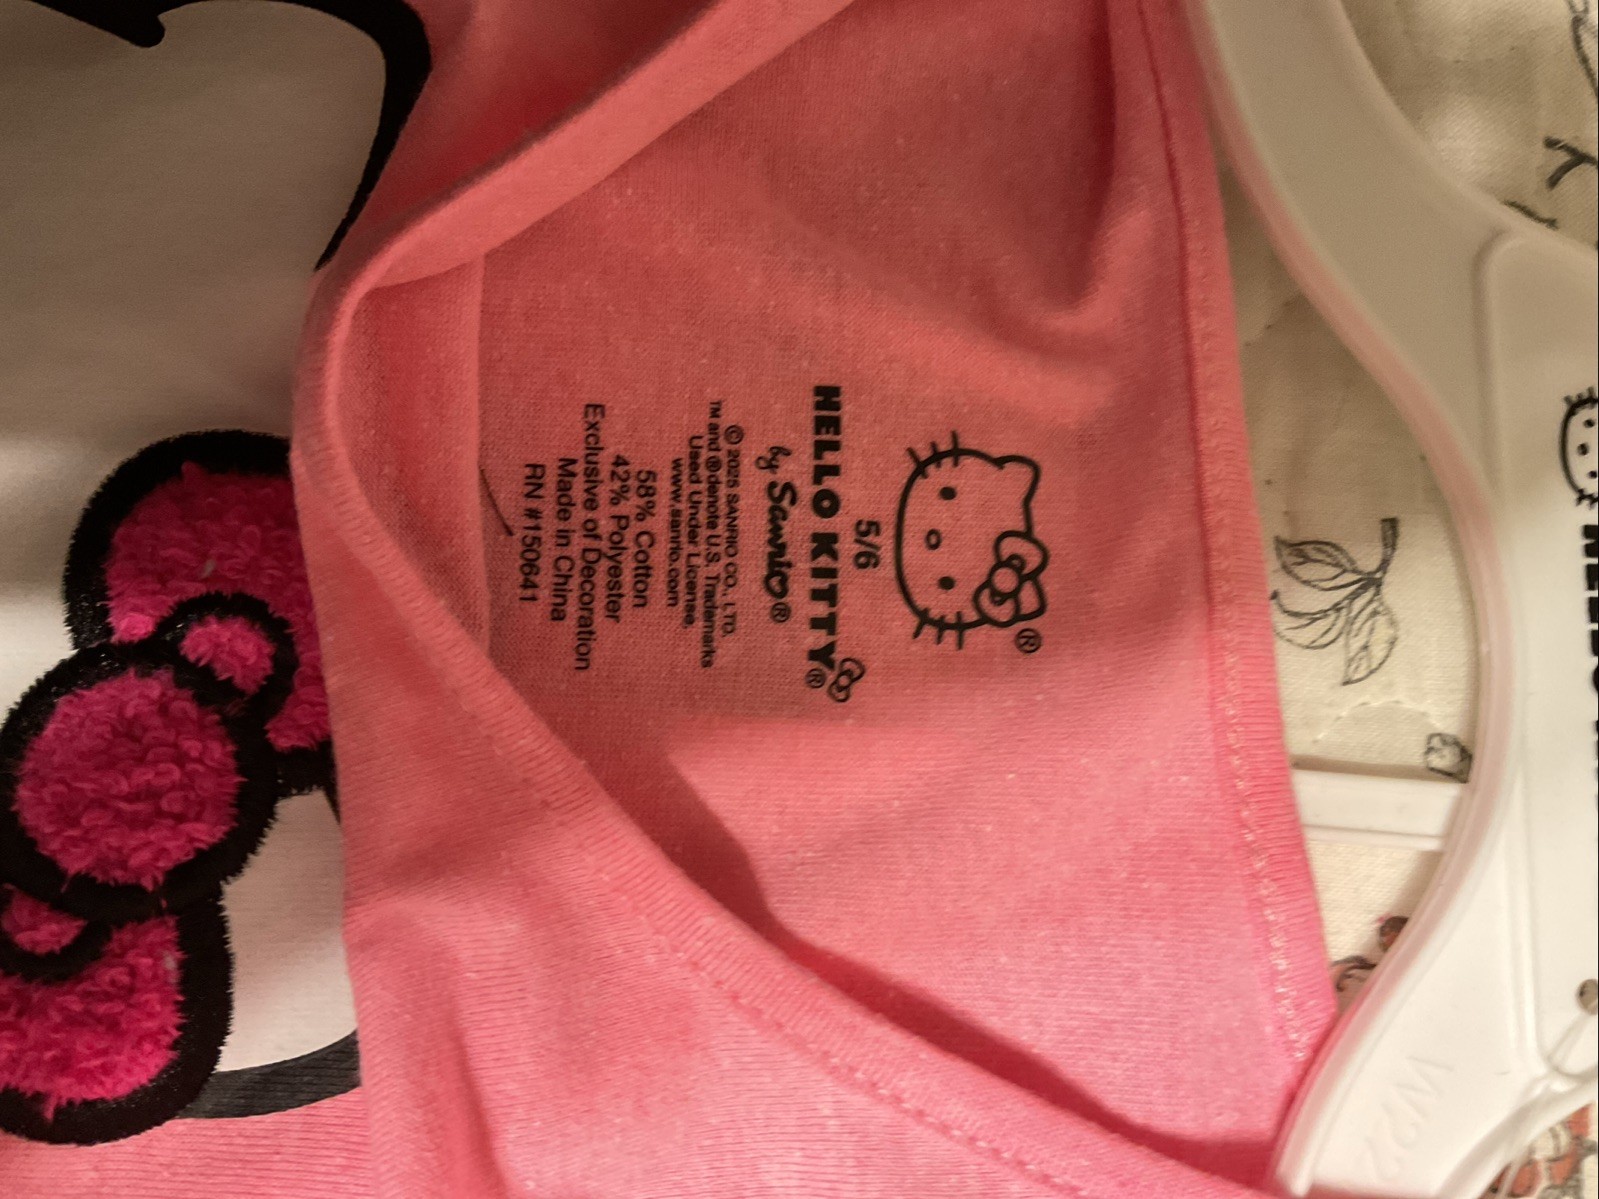 ®
5/6
HELLO KITTY®
by Sanrio®
© 2025 SANRIO CO., LTD.
TM and ® denote U.S. Trademarks
Used Under License.
www.sanrio.com
58% Cotton
42% Polyester
Exclusive of Decoration
Made in China
RN #150641